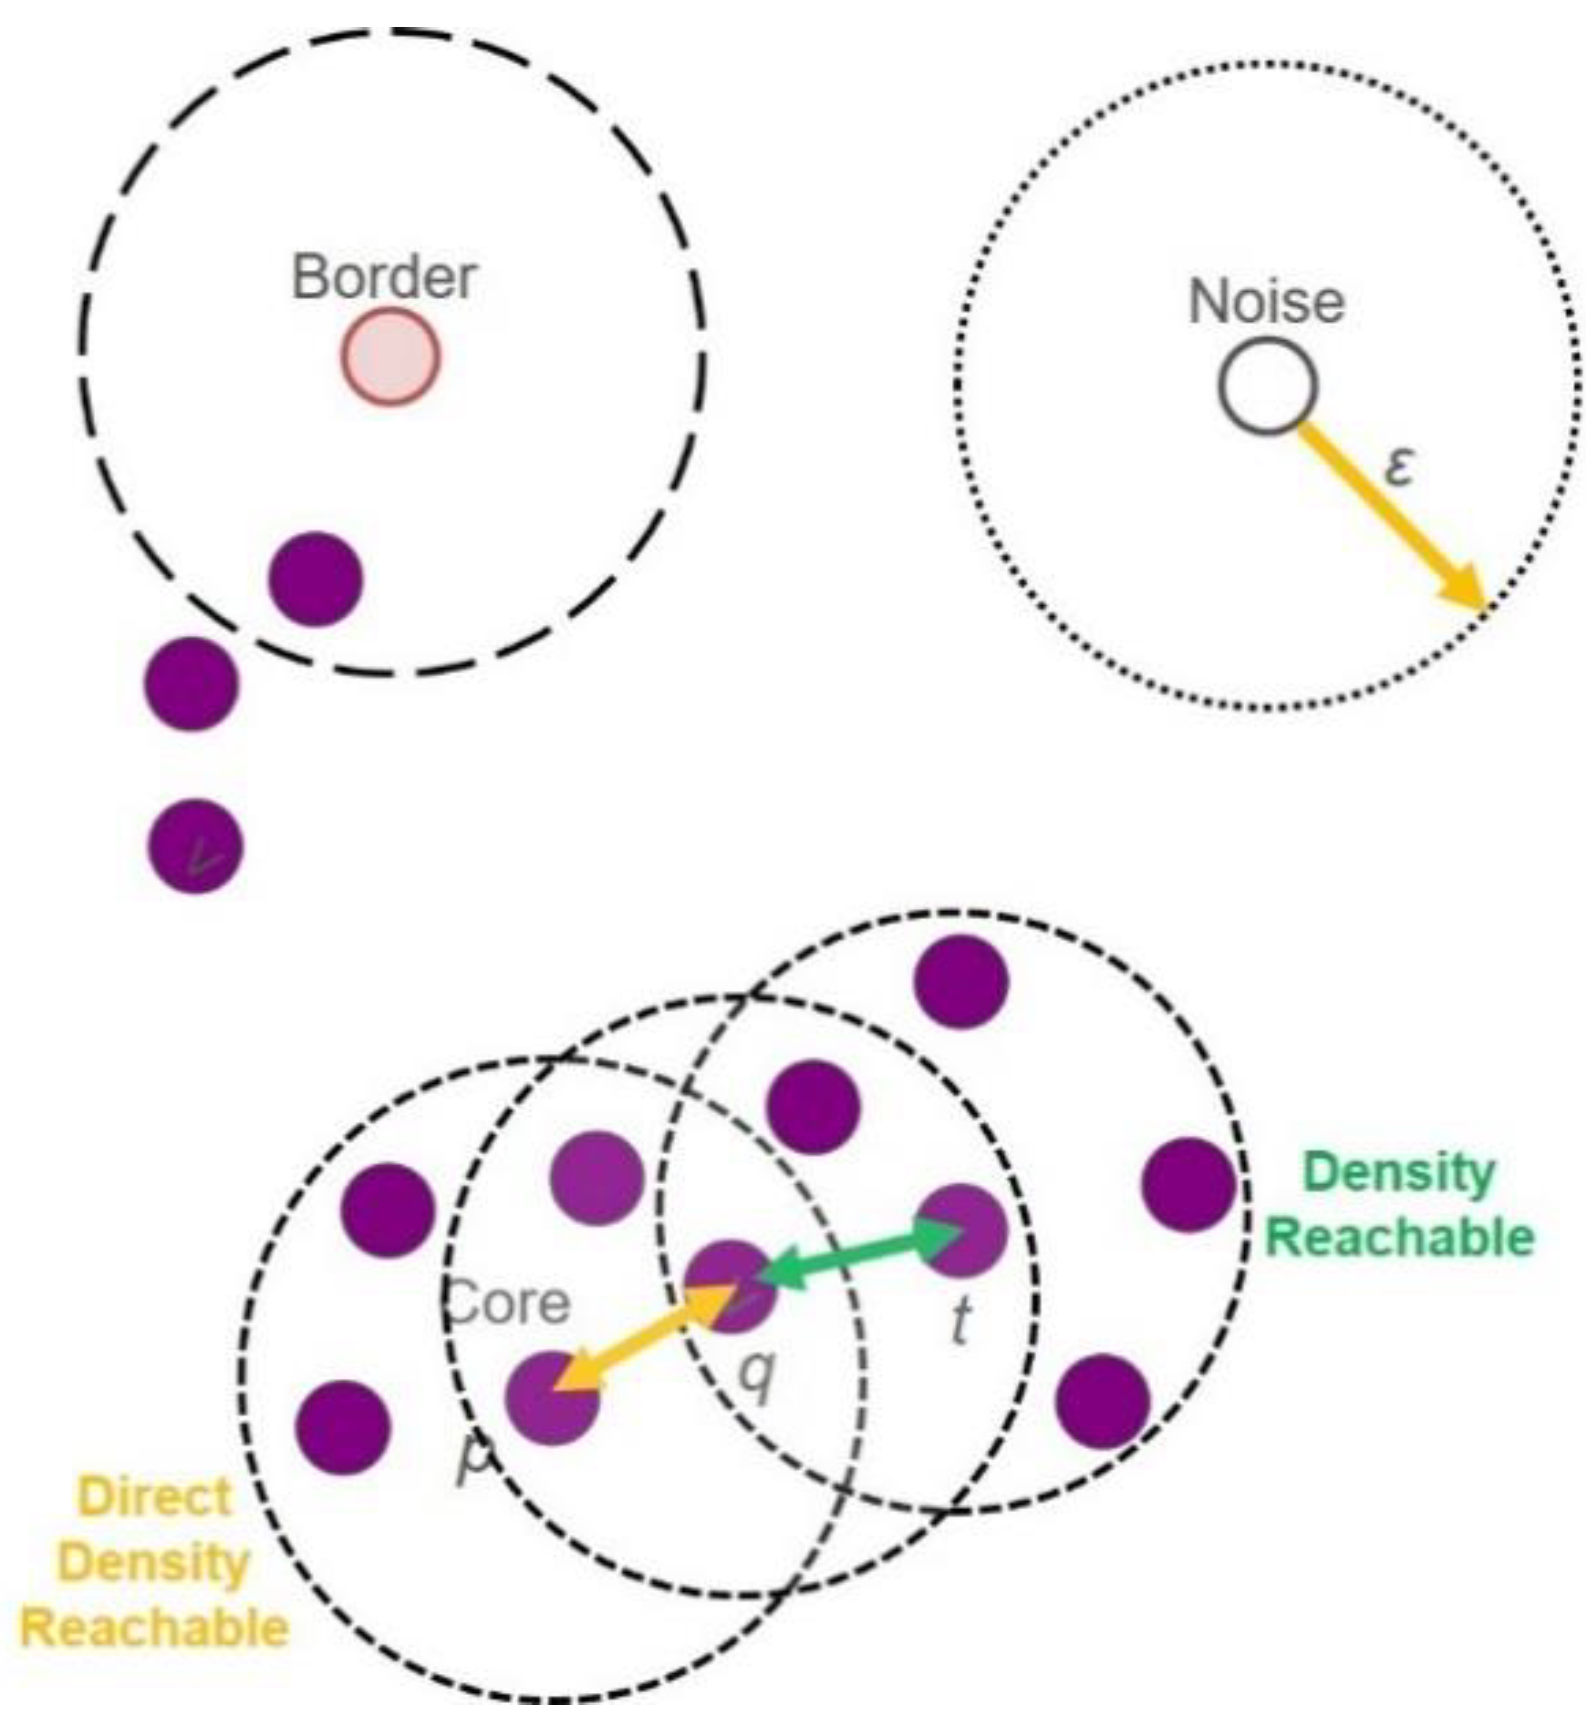 Border
Noise
ε
Density
Reachable
Core
t
q
p
Direct
Density
Reachable